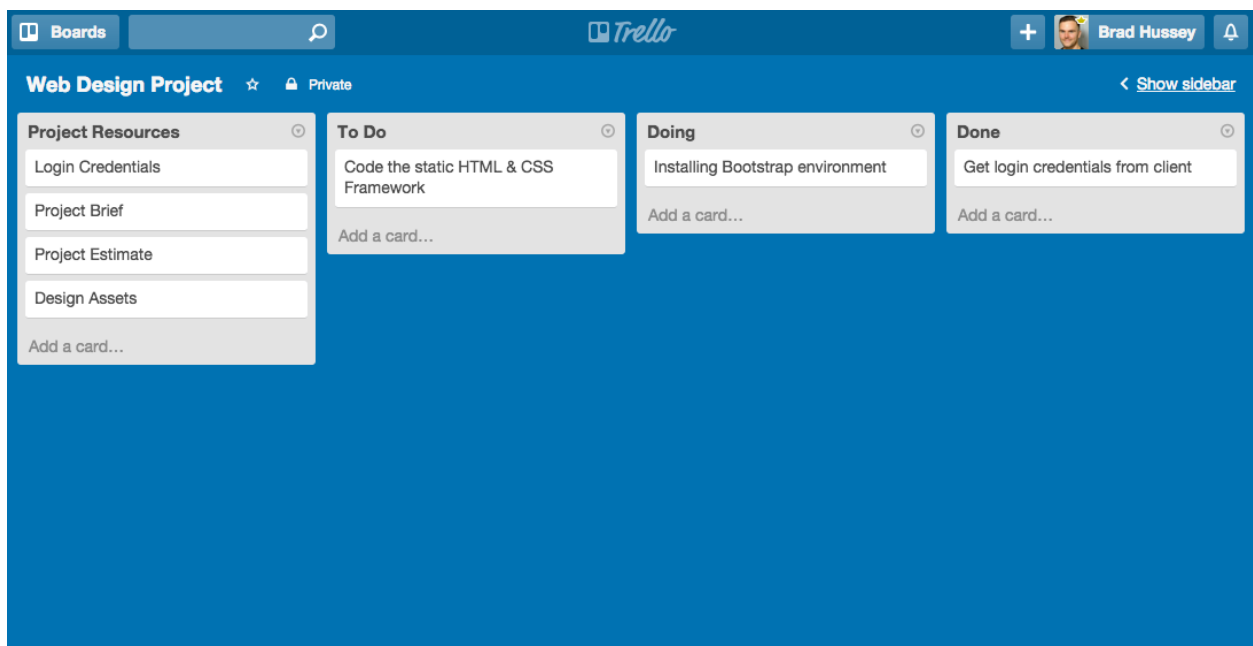 Boards
Trello
Brad Hussey
Web Design Project
Private
Show sidebar
Project Resources
Login Credentials
Project Brief
Project Estimate
Design Assets
Add a card...
To Do
Code the static HTML & CSS
Framework
Add a card...
Doing
Installing Bootstrap environment
Add a card...
Done
Get login credentials from client
Add a card...